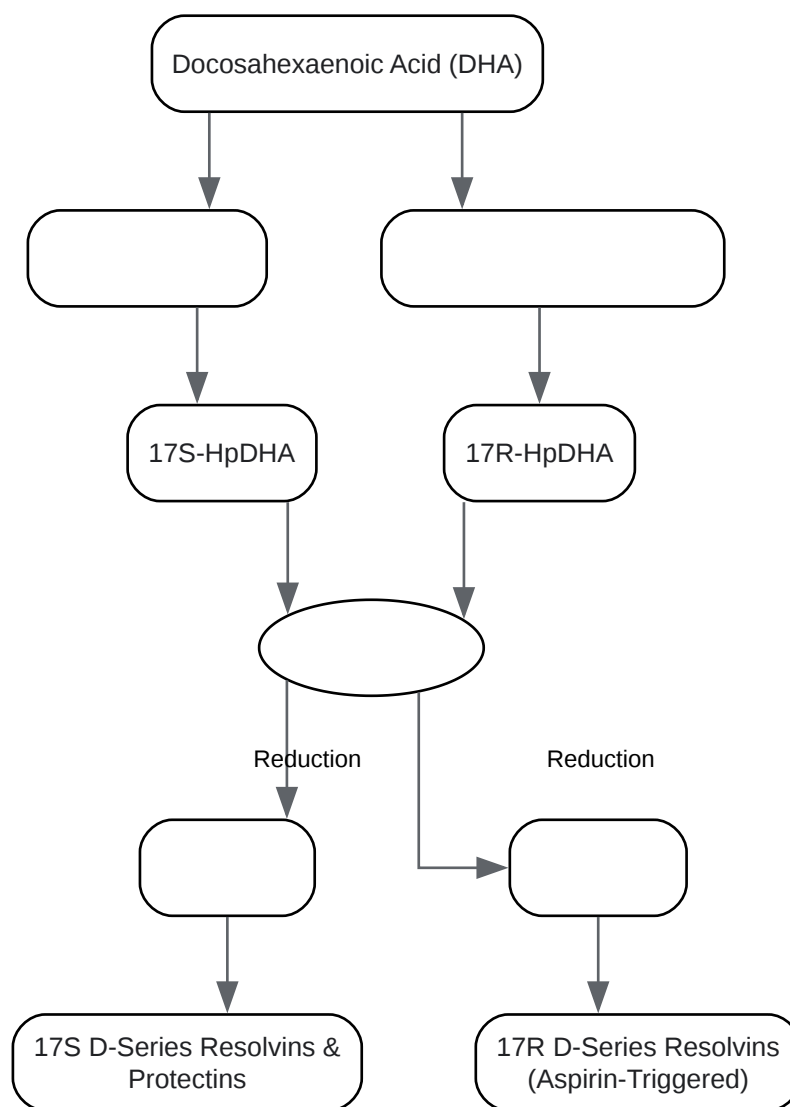 Docosahexaenoic Acid (DHA)
17S-HpDHA
17R-HpDHA
Reduction
Reduction
17S D-Series Resolvins &
Protectins
17R D-Series Resolvins
(Aspirin-Triggered)